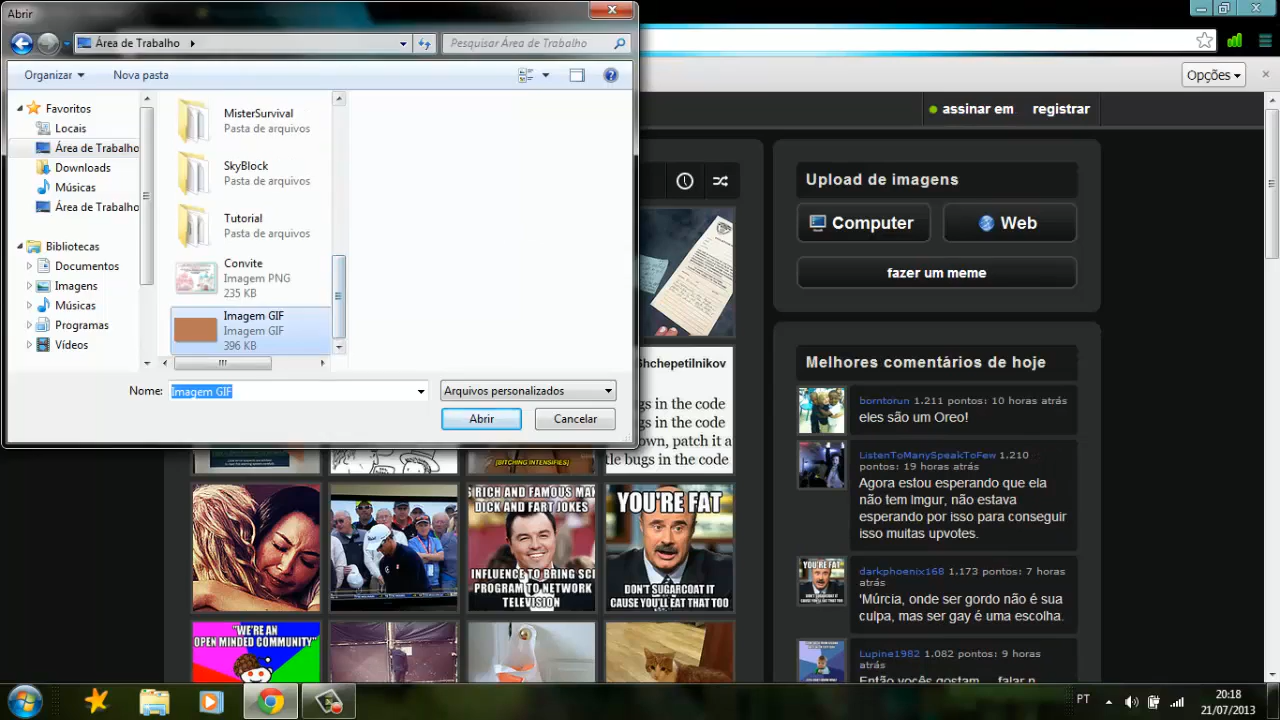 Abrir
Área de Trabalho
Pesquisar Área de Trabalho
Organizar
Nova pasta
Favoritos
Locais
Área de Trabalho
Downloads
Músicas
Área de Trabalho
Bibliotecas
Documentos
Imagens
Músicas
Programas
Vídeos
MisterSurvival
Pasta de arquivos
SkyBlock
Pasta de arquivos
Tutorial
Pasta de arquivos
Convite
Imagem PNG
235 KB
Imagem GIF
Imagem GIF
396 KB
Nome:
Imagem GIF
Arquivos personalizados
Abrir
Cancelar
Opções
assinar em
registrar
Upload de imagens
Computer
Web
fazer um meme
Melhores comentários de hoje
borntorun 1.211 pontos: 10 horas atrás
eles são um Oreo!
ListenToManySpeakToFew 1.210
pontos: 19 horas atrás
Agora estou esperando que ela
não tem Imgur, não estava
esperando por isso para conseguir
isso muitas upvotes.
darkphoenix168 1.173 pontos: 7 horas
atrás
'Múrcia, onde ser gordo não é sua
culpa, mas ser gay é uma escolha.
Lupine1982 1.082 pontos: 9 horas
atrás
Então vocês gostam... falar n
Shchepetilnikov
gs in the code
gs in the code
own, patch it a
tle bugs in the code
[BITCHING INTENSIFIES]
RICH AND FAMOUS MA
DICK AND FART JOKES
INFLUENCE TO BRING SCI
PROGRAM TO NETWORK
TELEVISION
YOU'RE FAT
DON'T SUGARCOAT IT
CAUSE YOU'LL EAT THAT TOO
"WE'RE AN
OPEN MINDED COMMUNITY"
PT
20:18
21/07/2013